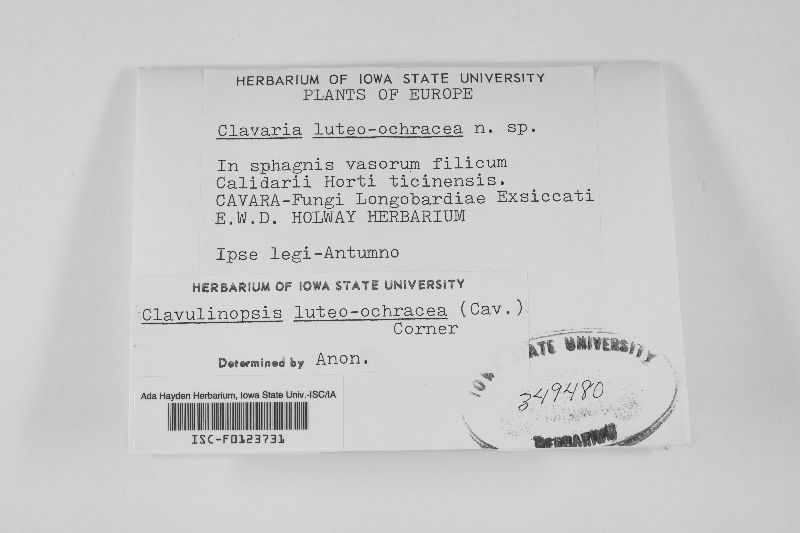 HERBARIUM OF IOWA STATE UNIVERSITY
PLANTS OF EUROPE
Clavaria luteo-ochracea n. sp.
In sphagnis vasorum filicum
Calidarii Horti ticinensis.
CAVARA-Fungi Longobardiae Exsiccati
E.W.D. HOLWAY HERBARIUM
Ipse legi-Antumno
HERBARIUM OF IOWA STATE UNIVERSITY
Clavulinopsis luteo-ochracea (Cav.)
Corner
Determined by Anon.
Ada Hayden Herbarium, Iowa State Univ.-ISC/IA
ISC-F0123731
IOWA STATE UNIVERSITY
349480
HERBARIUM